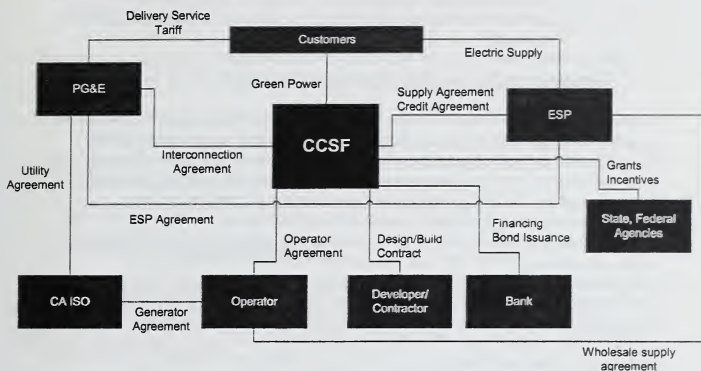 Delivery Service
Tariff
Customers
Electric Supply
PG&E
Green Power
Supply Agreement
Credit Agreement
ESP
CCSF
Interconnection
Agreement
Utility
Agreement
Grants
Incentives
ESP Agreement
State, Federal
Agencies
Operator
Agreement
Design/Build
Contract
Financing
Bond Issuance
CA ISO
Generator
Agreement
Operator
Developer/
Contractor
Bank
Wholesale supply
agreement